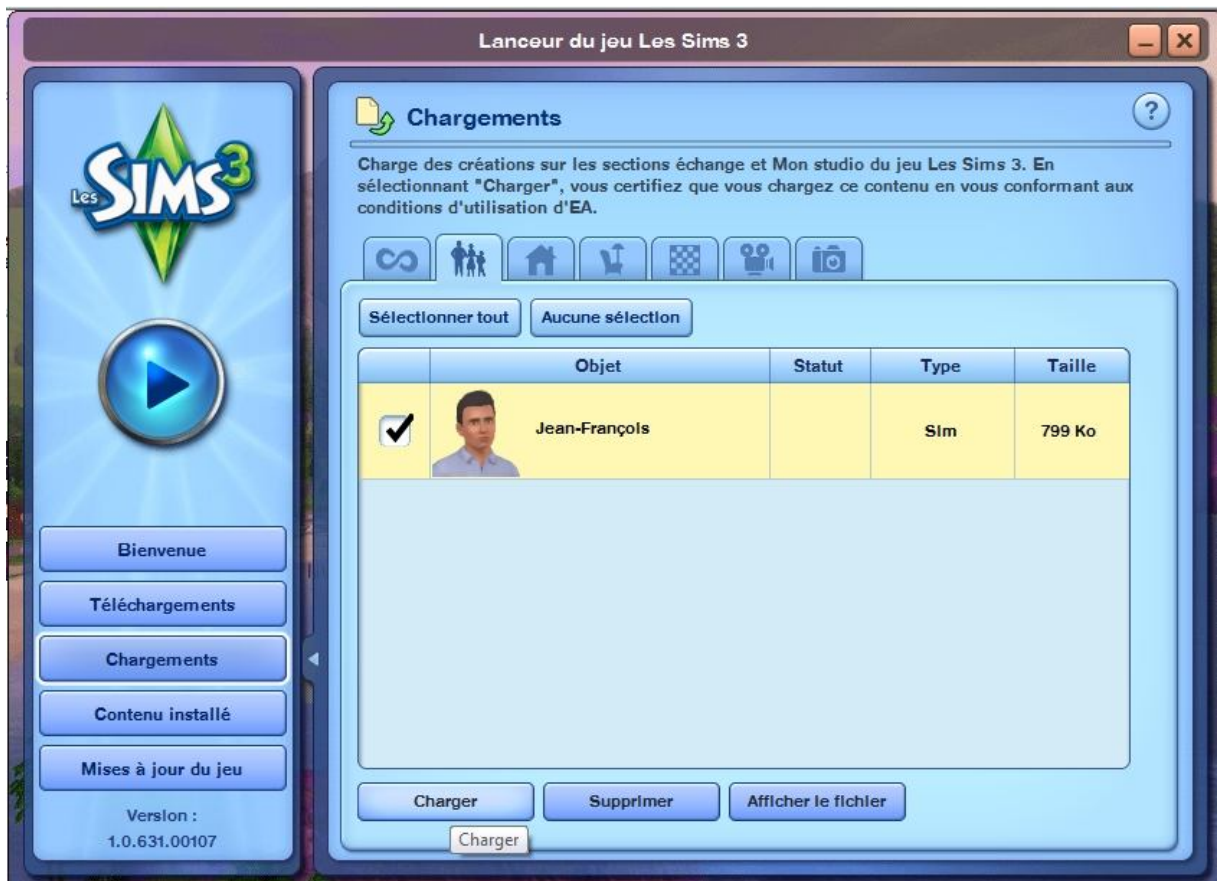 Lanceur du jeu Les Sims 3
Les SIMS 3
Bienvenue
Téléchargements
Chargements
Contenu installé
Mises à jour du jeu
Version :
1.0.631.00107
Chargements
?
Charge des créations sur les sections échange et Mon studio du jeu Les Sims 3. En
sélectionnant "Charger", vous certifiez que vous chargez ce contenu en vous conformant aux
conditions d'utilisation d'EA.
Sélectionner tout Aucune sélection
Objet Statut Type Taille
Jean-François Sim 799 Ko
Charger Supprimer Afficher le fichier
Charger